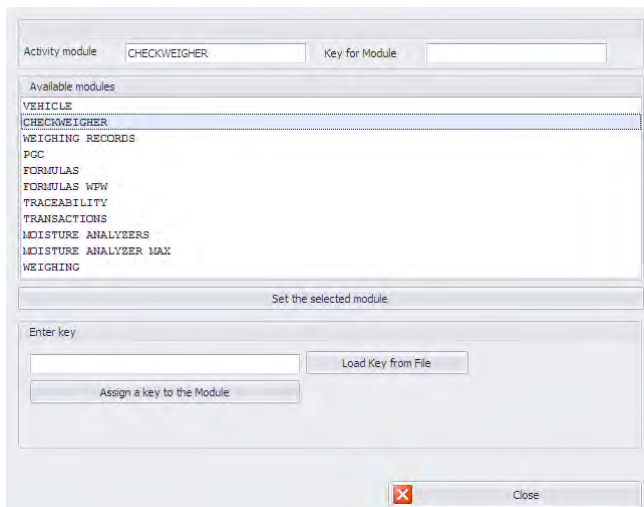 Activity module CHECKWEIGHER Key for Module
Available modules
VEHICLE
CHECKWEIGHER
WEIGHING RECORDS
PGC
FORMULAS
FORMULAS WPW
TRACEABILITY
TRANSACTIONS
MOISTURE ANALYZERS
MOISTURE ANALYZER MAX
WEIGHING
Set the selected module
Enter key
Load Key from File
Assign a key to the Module
Close